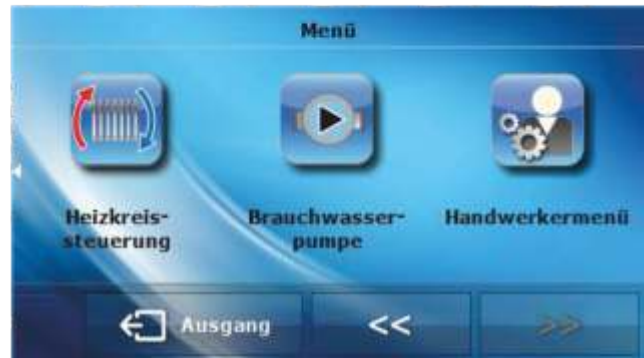 Menü
Heizkreis-
steuerung
Brauchwasser-
pumpe
Handwerkermenü
Ausgang
<<
>>